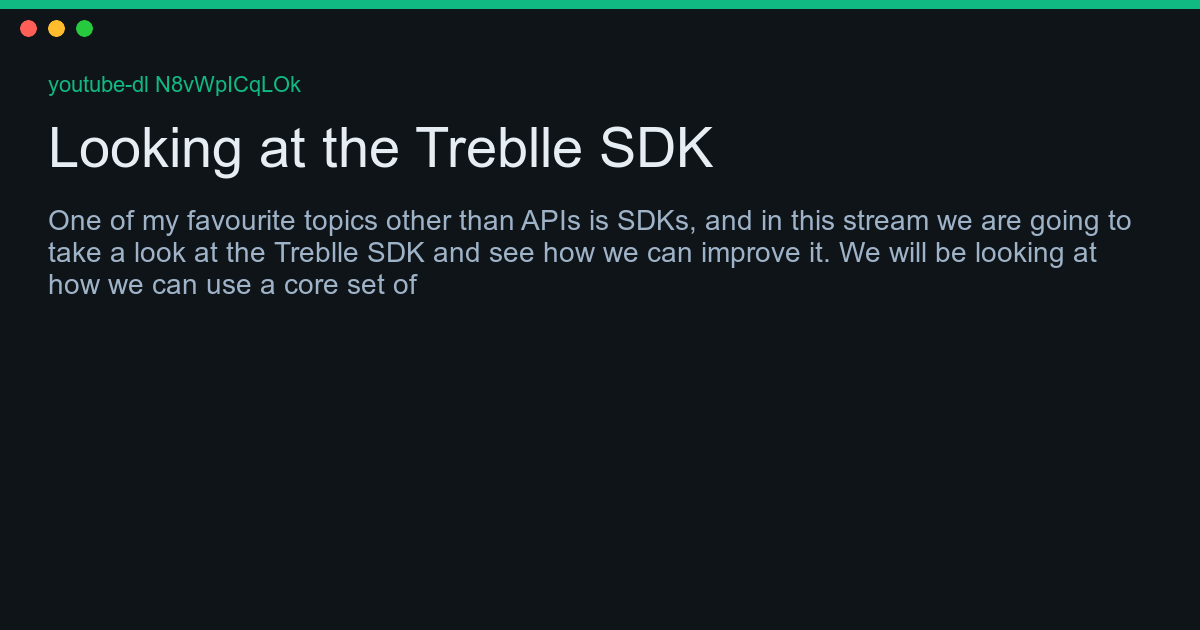 youtube-dl N8vWpICqLOk
Looking at the Treblle SDK
One of my favourite topics other than APIs is SDKs, and in this stream we are going to
take a look at the Treblle SDK and see how we can improve it. We will be looking at
how we can use a core set of